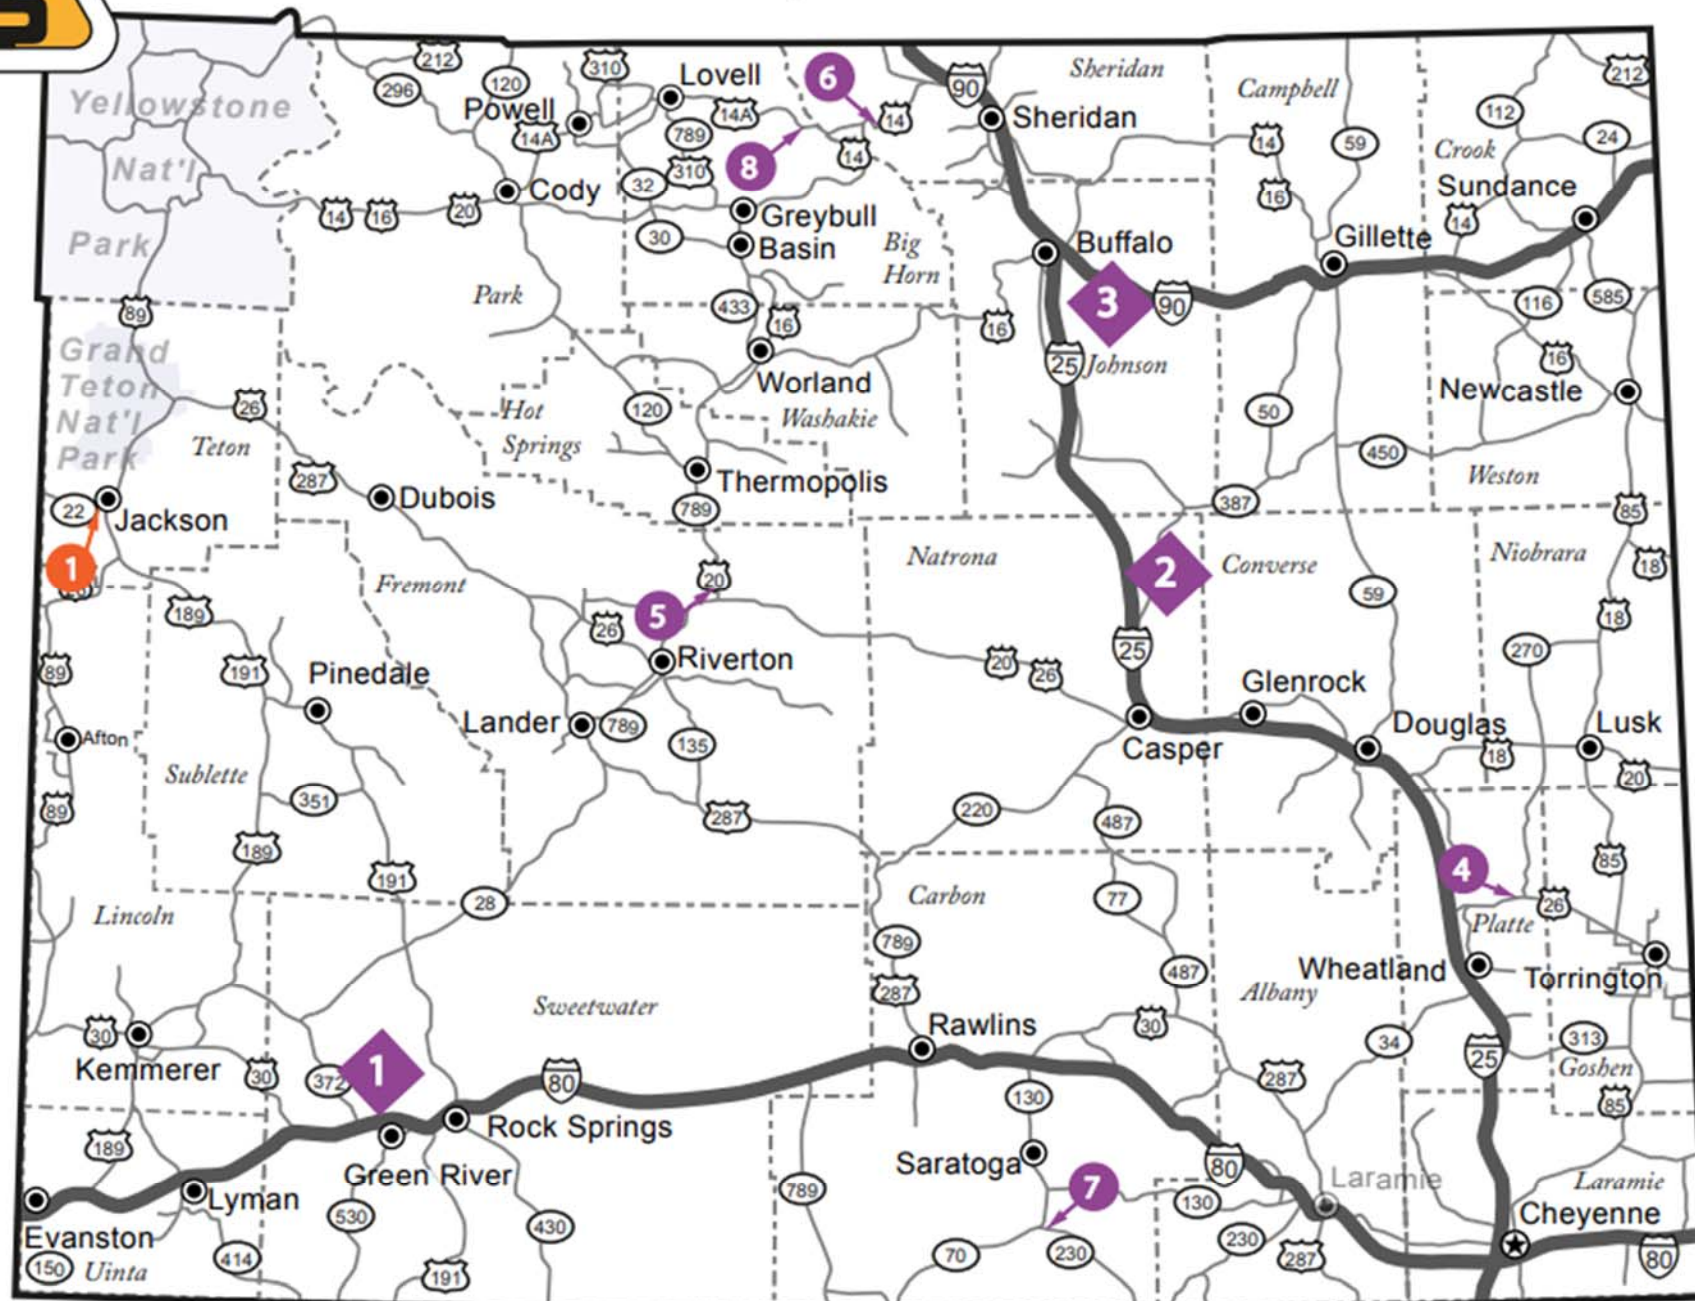 212
310
Lovell
6
90
Sheridan
Campbell
212
296
120
Powell
14A
14A
14
Sheridan
112
Yellowstone
789
14
59
24
Nat'l
8
310
14
Crook
32
16
Sundance
Cody
14
16
20
Greybull
14
Park
30
Basin
Big
Horn
Buffalo
Gillette
Park
433
3
90
116
585
89
16
16
Grand
Teton
Nat'l
Park
25
Johnson
16
Worland
Newcastle
26
Hot
Springs
120
Washakie
50
Teton
450
287
Thermopolis
Weston
Dubois
22
Jackson
789
387
85
1
Natrona
2
Converse
Niobrara
18
Fremont
20
59
189
5
26
18
25
270
89
191
Pinedale
Riverton
20
26
Glenrock
Lander
789
135
Douglas
Lusk
Afton
Casper
18
Sublette
20
89
351
287
220
487
189
85
191
4
28
Carbon
77
26
Lincoln
Platte
789
487
Wheatland
Torrington
287
Albany
Sweetwater
30
Rawlins
30
34
313
Kemmerer
30
372
1
80
287
25
Goshen
130
85
Rock Springs
189
Green River
Saratoga
80
7
789
130
Laramie
Laramie
Lyman
530
430
Cheyenne
Evanston
70
230
230
150
Uinta
414
191
287
80